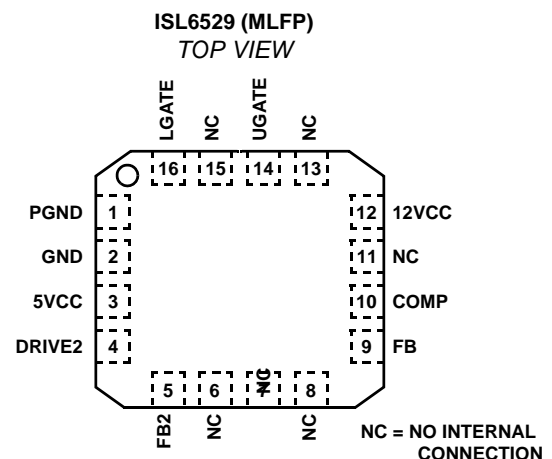 ISL6529 (MLFP)
TOP VIEW
LGATE
NC
UGATE
NC
16
15
14
13
PGND 1
GND 2
5VCC 3
DRIVE2 4
12 12VCC
11 NC
10 COMP
9 FB
5
6
7
8
FB2
NC
NC
NC
NC = NO INTERNAL
CONNECTION